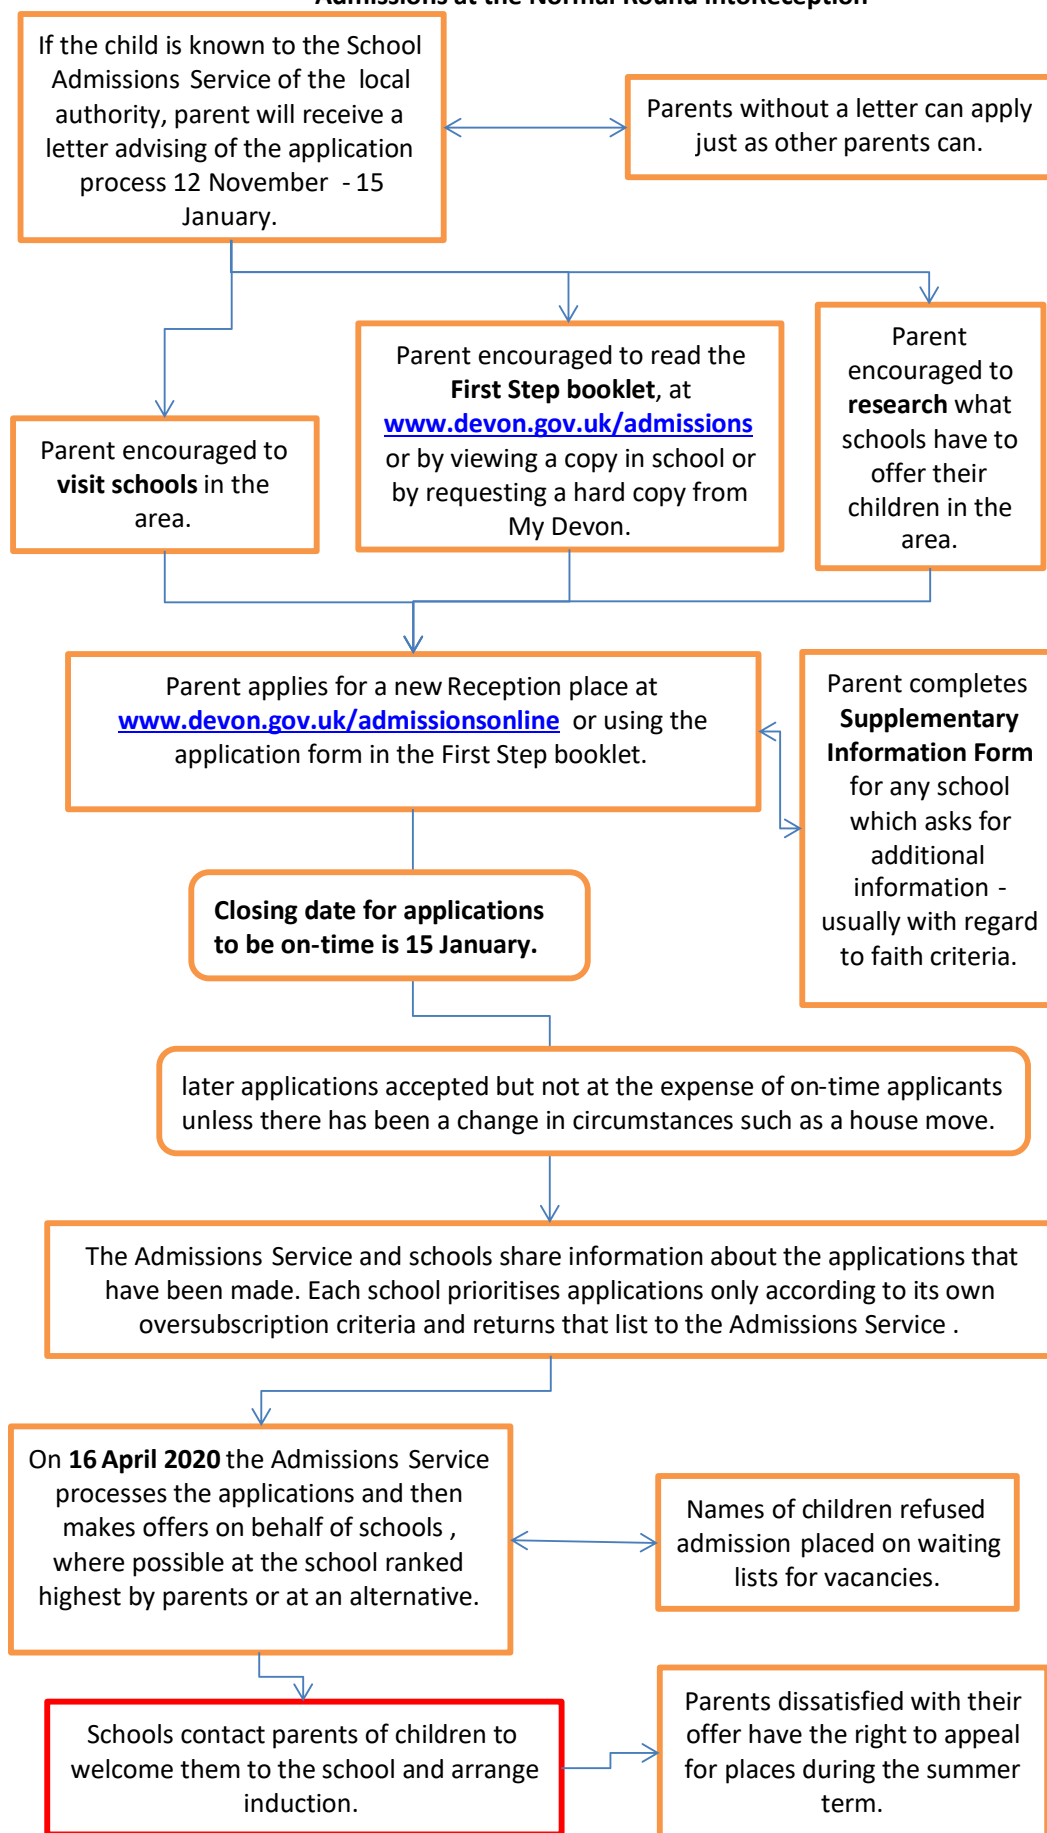 Admissions at the Normal Round intoReception
If the child is known to the School
Admissions Service of the local
authority, parent will receive a
letter advising of the application
process 12 November - 15
January.
Parents without a letter can apply
just as other parents can.
Parent encouraged to
visit schools in the
area.
Parent encouraged to read the
First Step booklet, at
www.devon.gov.uk/admissions
or by viewing a copy in school or
by requesting a hard copy from
My Devon.
Parent
encouraged to
research what
schools have to
offer their
children in the
area.
Parent applies for a new Reception place at
www.devon.gov.uk/admissionsonline or using the
application form in the First Step booklet.
Parent completes
Supplementary
Information Form
for any school
which asks for
additional
information -
usually with regard
to faith criteria.
Closing date for applications
to be on-time is 15 January.
later applications accepted but not at the expense of on-time applicants
unless there has been a change in circumstances such as a house move.
The Admissions Service and schools share information about the applications that
have been made. Each school prioritises applications only according to its own
oversubscription criteria and returns that list to the Admissions Service .
On 16 April 2020 the Admissions Service
processes the applications and then
makes offers on behalf of schools ,
where possible at the school ranked
highest by parents or at an alternative.
Names of children refused
admission placed on waiting
lists for vacancies.
Schools contact parents of children to
welcome them to the school and arrange
induction.
Parents dissatisfied with their
offer have the right to appeal
for places during the summer
term.